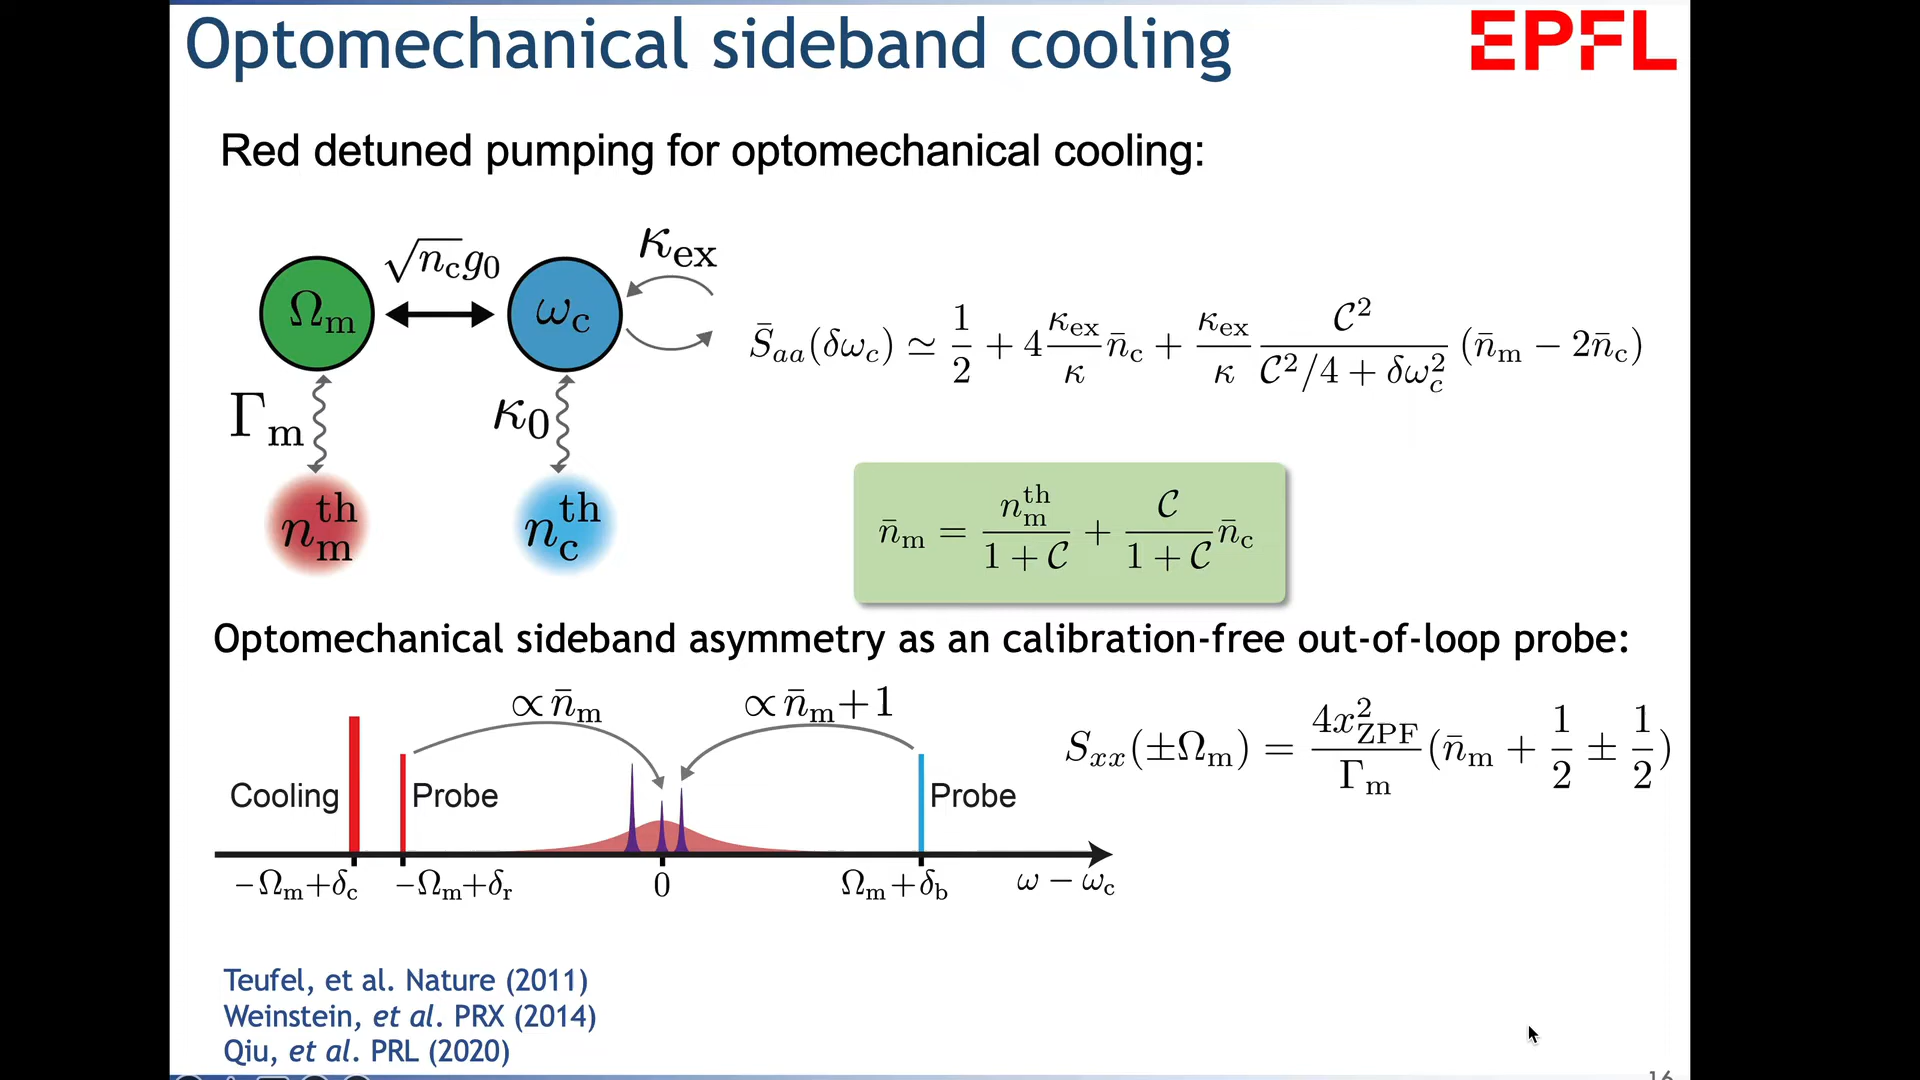 Optomechanical sideband cooling
EPFL
Red detuned pumping for optomechanical cooling:
√n_c g_0
κ_ex
Ω_m
ω_c
S̄_aa(δω_c) ≃ 1/2 + 4 κ_ex/κ n̄_c + κ_ex/κ 𝒞²/(𝒞²/4 + δω_c²) (n̄_m − 2n̄_c)
Γ_m
κ_0
n_m^th
n_c^th
n̄_m = n_m^th/(1 + 𝒞) + 𝒞/(1 + 𝒞) n̄_c
Optomechanical sideband asymmetry as an calibration-free out-of-loop probe:
∝ n̄_m
∝ n̄_m+1
S_xx(±Ω_m) = 4x²_ZPF/Γ_m (n̄_m + 1/2 ± 1/2)
Cooling
Probe
Probe
−Ω_m+δ_c
−Ω_m+δ_r
0
Ω_m+δ_b
ω − ω_c
Teufel, et al. Nature (2011)
Weinstein, et al. PRX (2014)
Qiu, et al. PRL (2020)
16